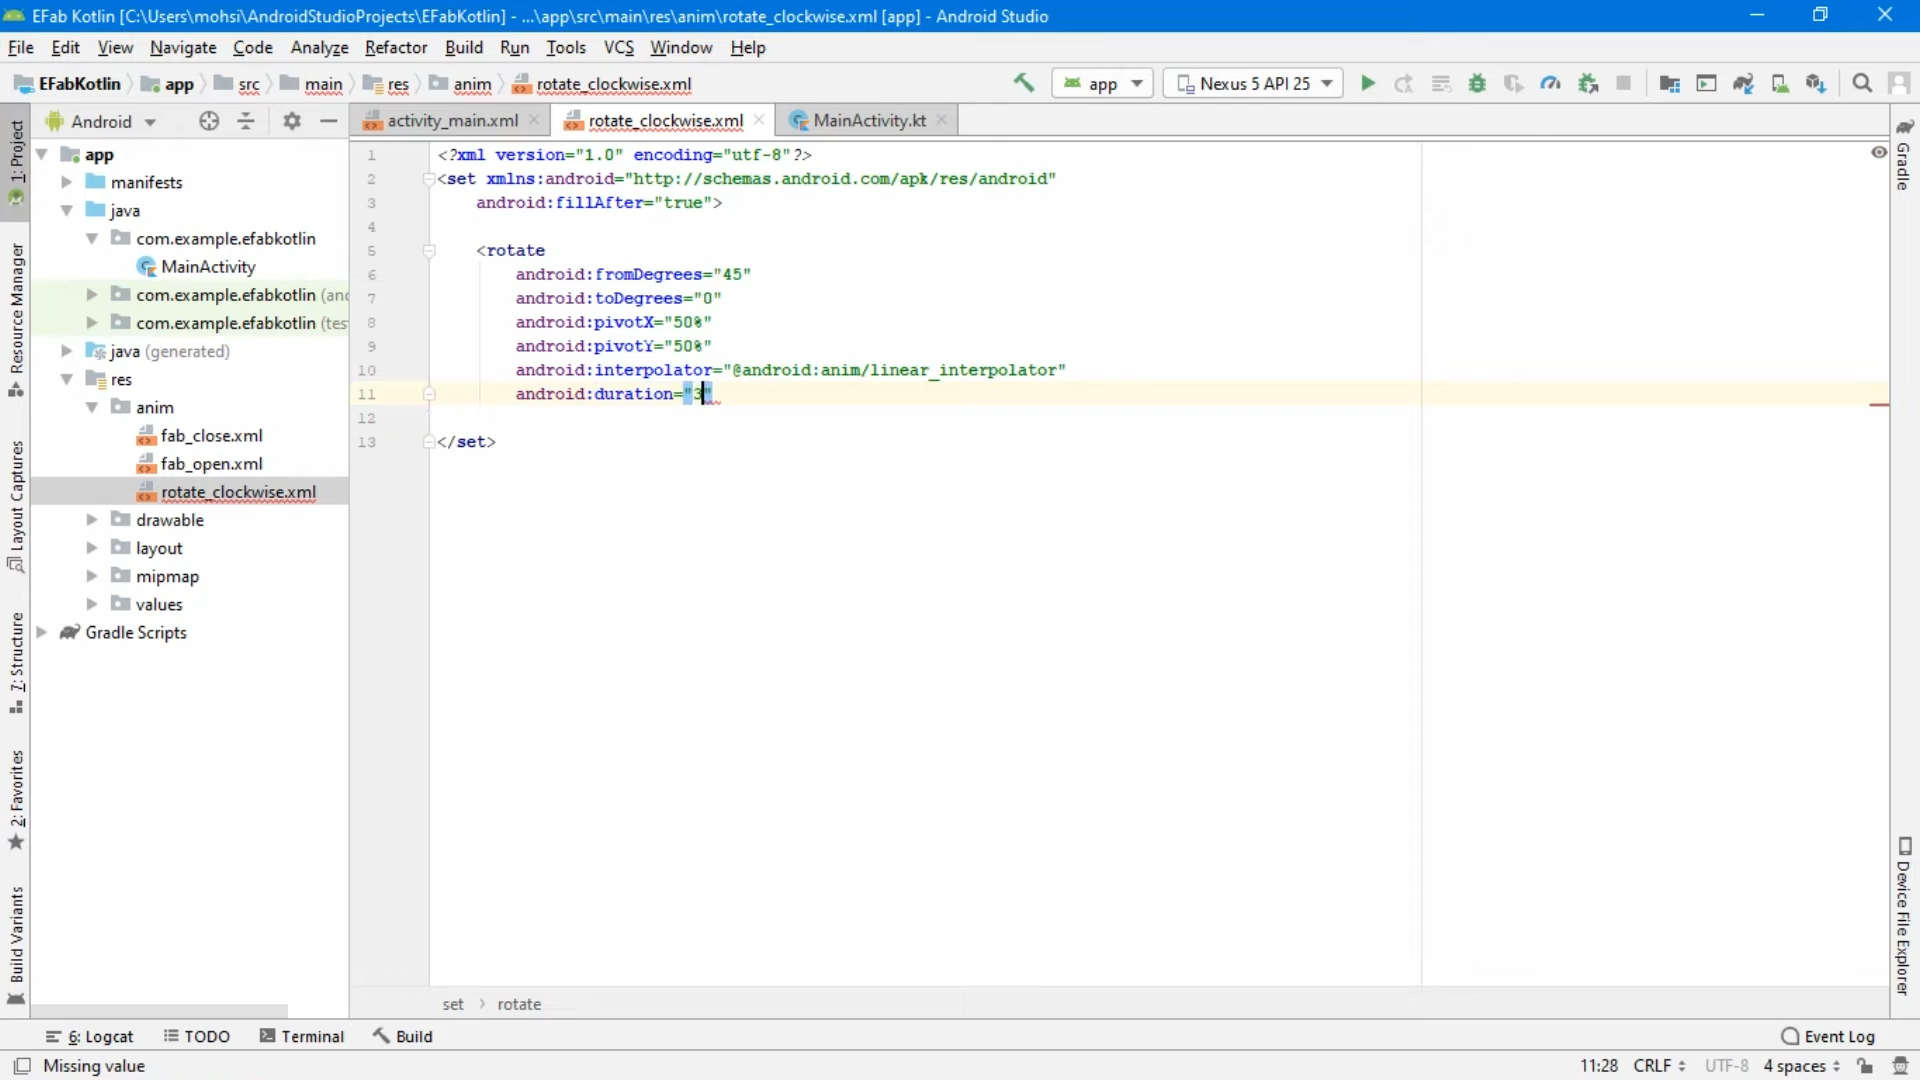 EFab Kotlin [C:\Users\mohsi\AndroidStudioProjects\EFabKotlin] - ...\app\src\main\res\anim\rotate_clockwise.xml [app] - Android Studio
File Edit View Navigate Code Analyze Refactor Build Run Tools VCS Window Help
EFabKotlin app src main res anim rotate_clockwise.xml app Nexus 5 API 25
Android activity_main.xml rotate_clockwise.xml MainActivity.kt
1: Project
Resource Manager
Layout Captures
7: Structure
2: Favorites
Build Variants
app
manifests
java
com.example.efabkotlin
MainActivity
com.example.efabkotlin (and
com.example.efabkotlin (tes
java (generated)
res
anim
fab_close.xml
fab_open.xml
rotate_clockwise.xml
drawable
layout
mipmap
values
Gradle Scripts
1 <?xml version="1.0" encoding="utf-8"?>
2 <set xmlns:android="http://schemas.android.com/apk/res/android"
3 android:fillAfter="true">
4
5 <rotate
6 android:fromDegrees="45"
7 android:toDegrees="0"
8 android:pivotX="50%"
9 android:pivotY="50%"
10 android:interpolator="@android:anim/linear_interpolator"
11 android:duration="3"
12
13 </set>
Gradle
Device File Explorer
set › rotate
6: Logcat TODO Terminal Build Event Log
Missing value 11:28 CRLF UTF-8 4 spaces